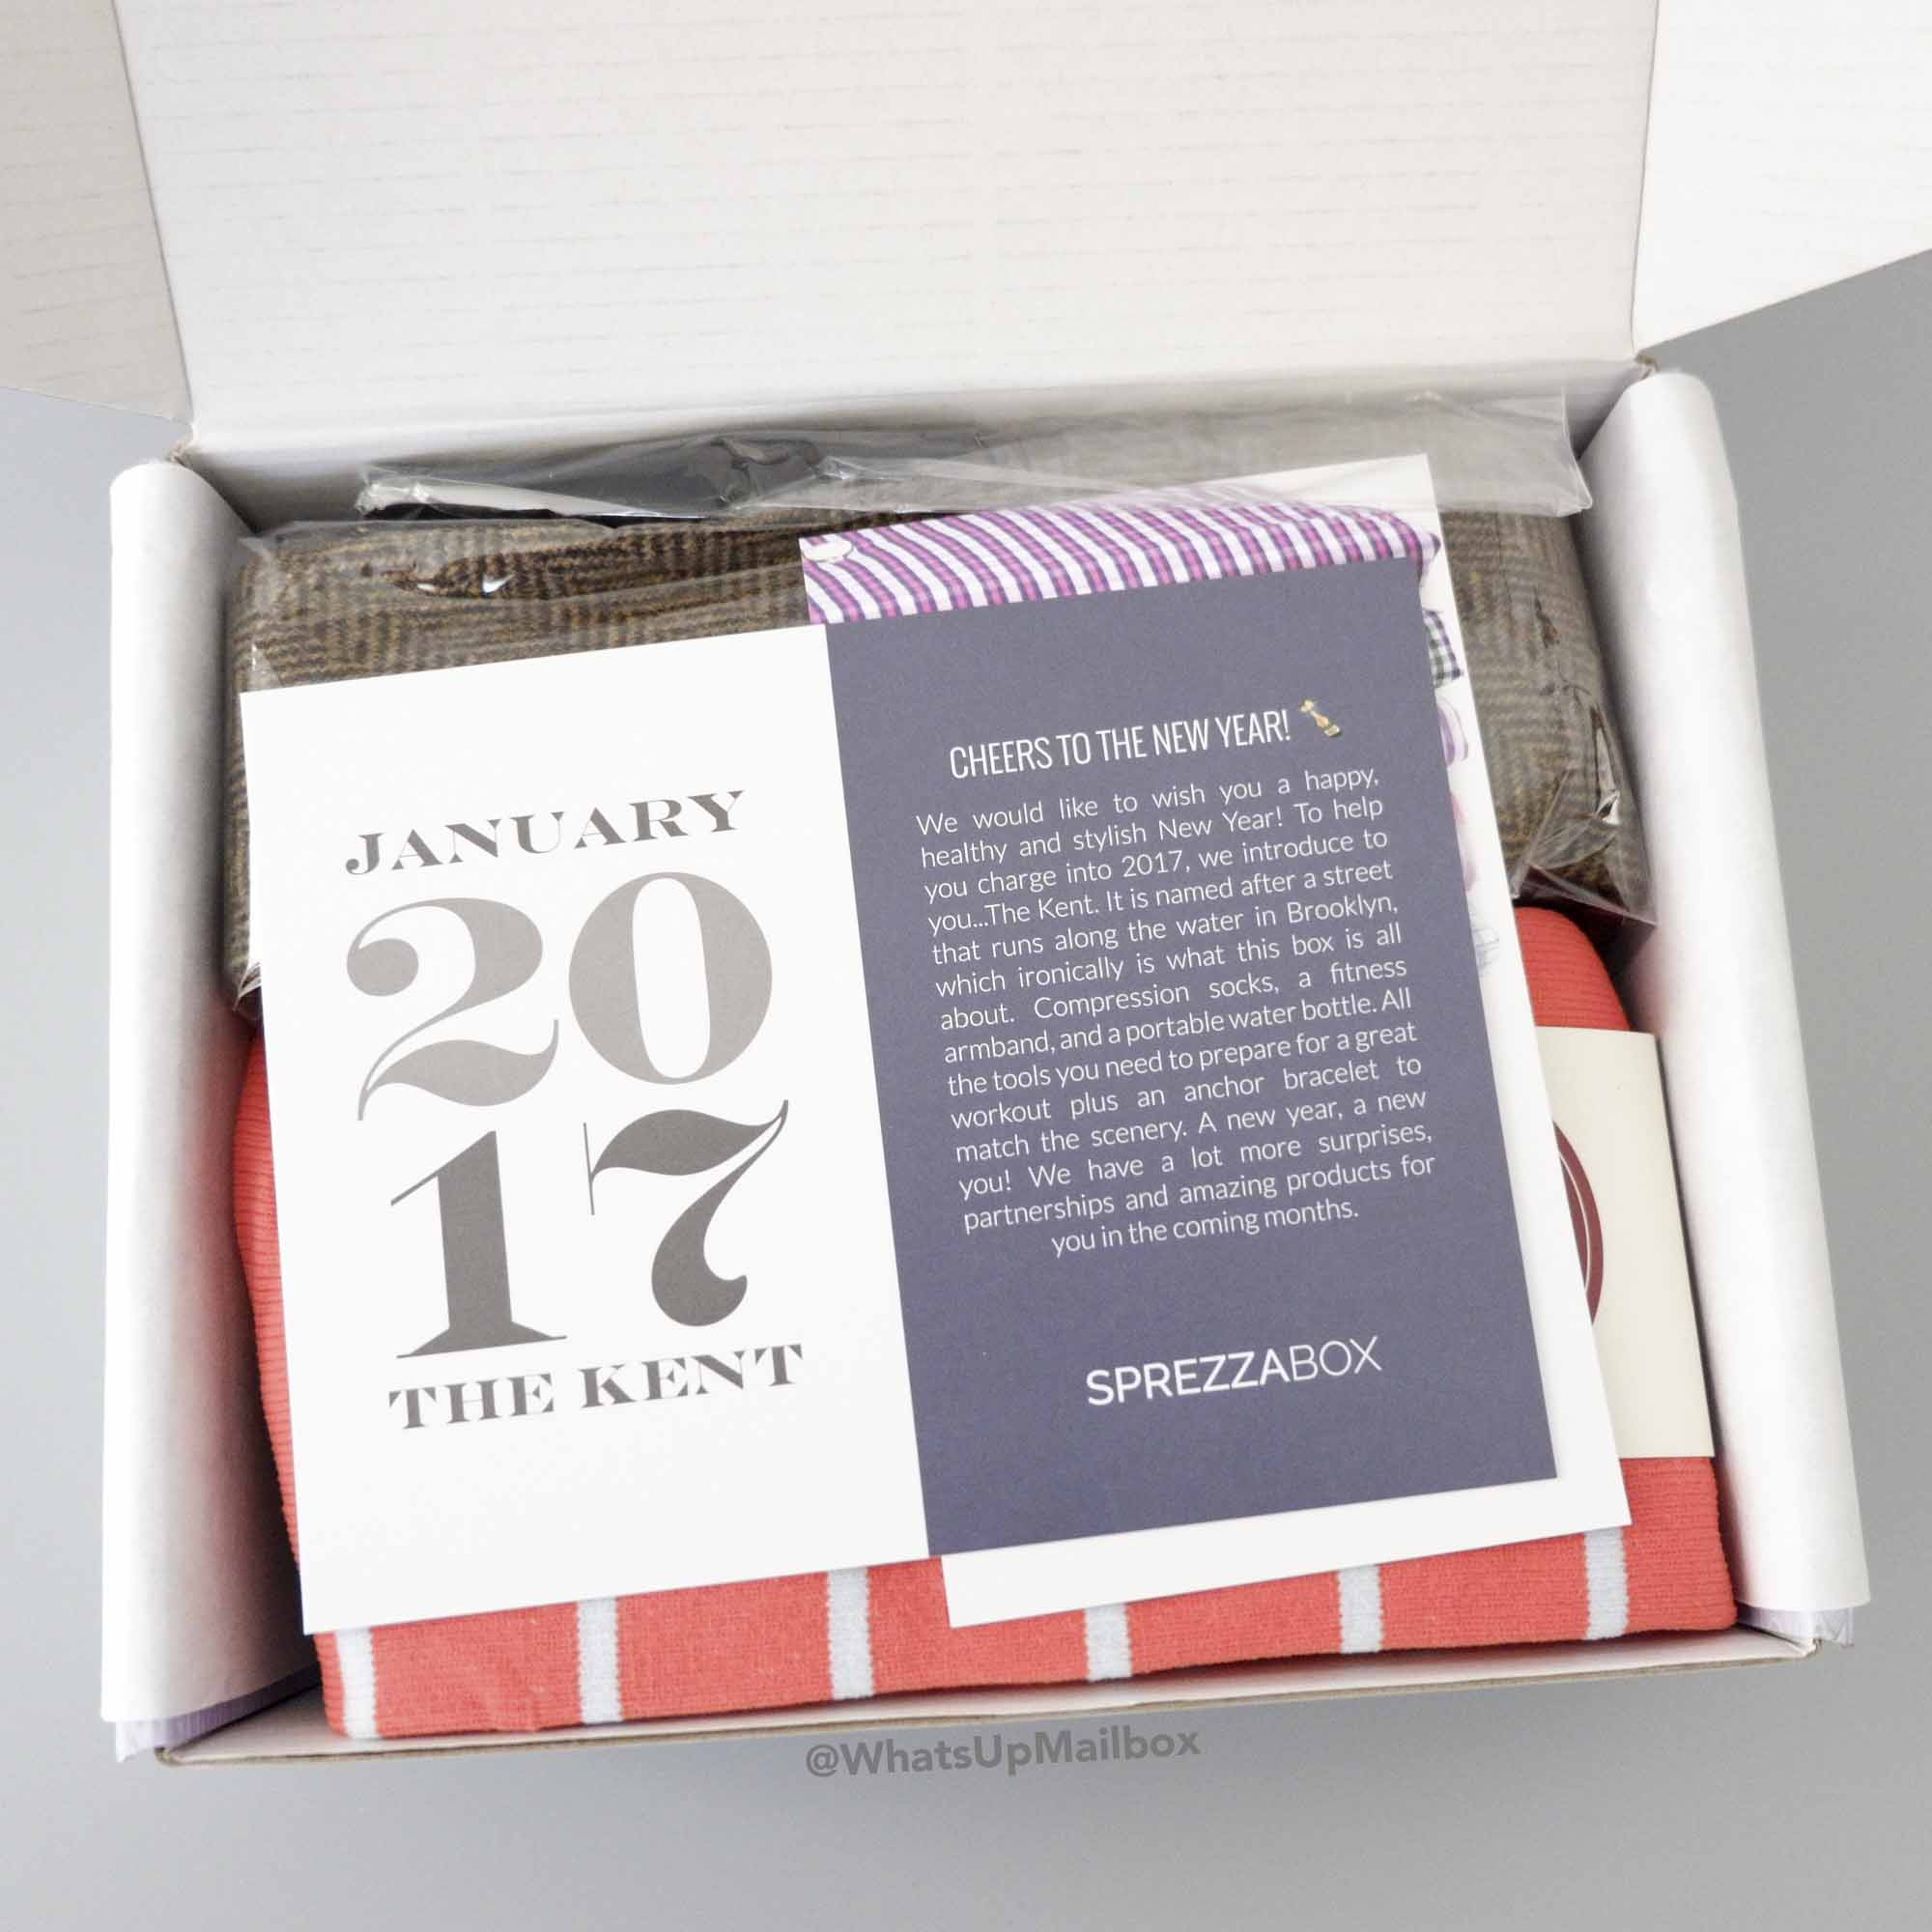 JANUARY
20
17
THE KENT
CHEERS TO THE NEW YEAR! 🍾
We would like to wish you a happy,
healthy and stylish New Year! To help
you charge into 2017, we introduce to
you...The Kent. It is named after a street
that runs along the water in Brooklyn,
which ironically is what this box is all
about. Compression socks, a fitness
armband, and a portable water bottle. All
the tools you need to prepare for a great
workout plus an anchor bracelet to
match the scenery. A new year, a new
you! We have a lot more surprises,
partnerships and amazing products for
you in the coming months.
SPREZZABOX
@WhatsUpMailbox